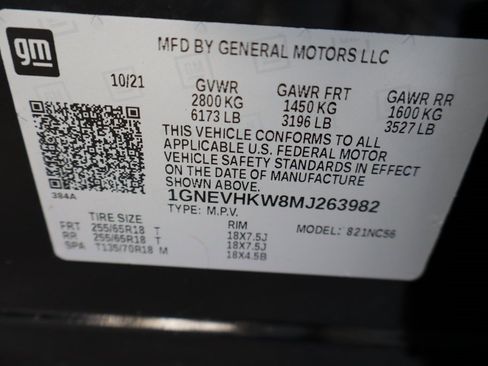 gm
MFD BY GENERAL MOTORS LLC
10/21 GVWR GAWR FRT GAWR RR
2800 KG 1450 KG 1600 KG
6173 LB 3196 LB 3527 LB
THIS VEHICLE CONFORMS TO ALL
APPLICABLE U.S. FEDERAL MOTOR
VEHICLE SAFETY STANDARDS IN EFFECT
ON THE DATE OF MANUFACTURE
SHOWN ABOVE.
384A
1GNEVHKW8MJ263982
TYPE: M.P.V. MODEL: 821NC56
TIRE SIZE RIM
FRT 255/65R18 T 18X7.5J
RR 255/65R18 T 18X7.5J
SPA T135/70R18 M 18X4.5B